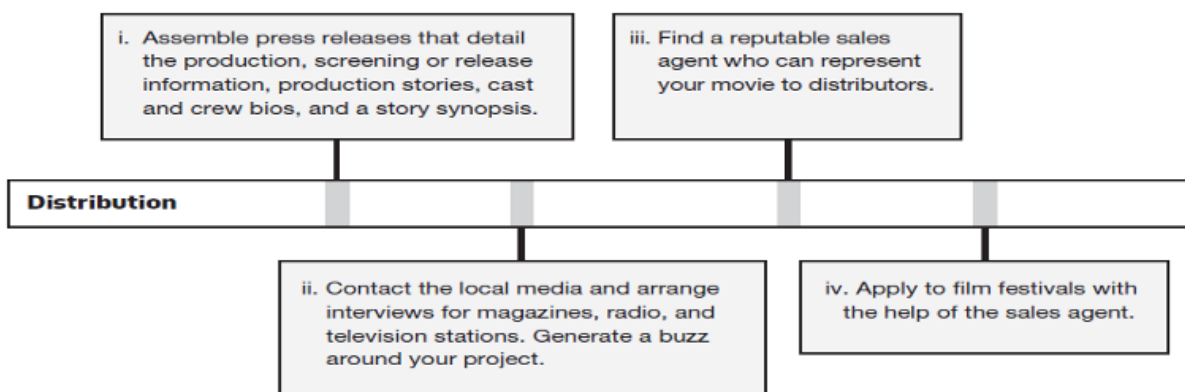 i. Assemble press releases that detail
the production, screening or release
information, production stories, cast
and crew bios, and a story synopsis.
iii. Find a reputable sales
agent who can represent
your movie to distributors.
Distribution
ii. Contact the local media and arrange
interviews for magazines, radio, and
television stations. Generate a buzz
around your project.
iv. Apply to film festivals with
the help of the sales agent.